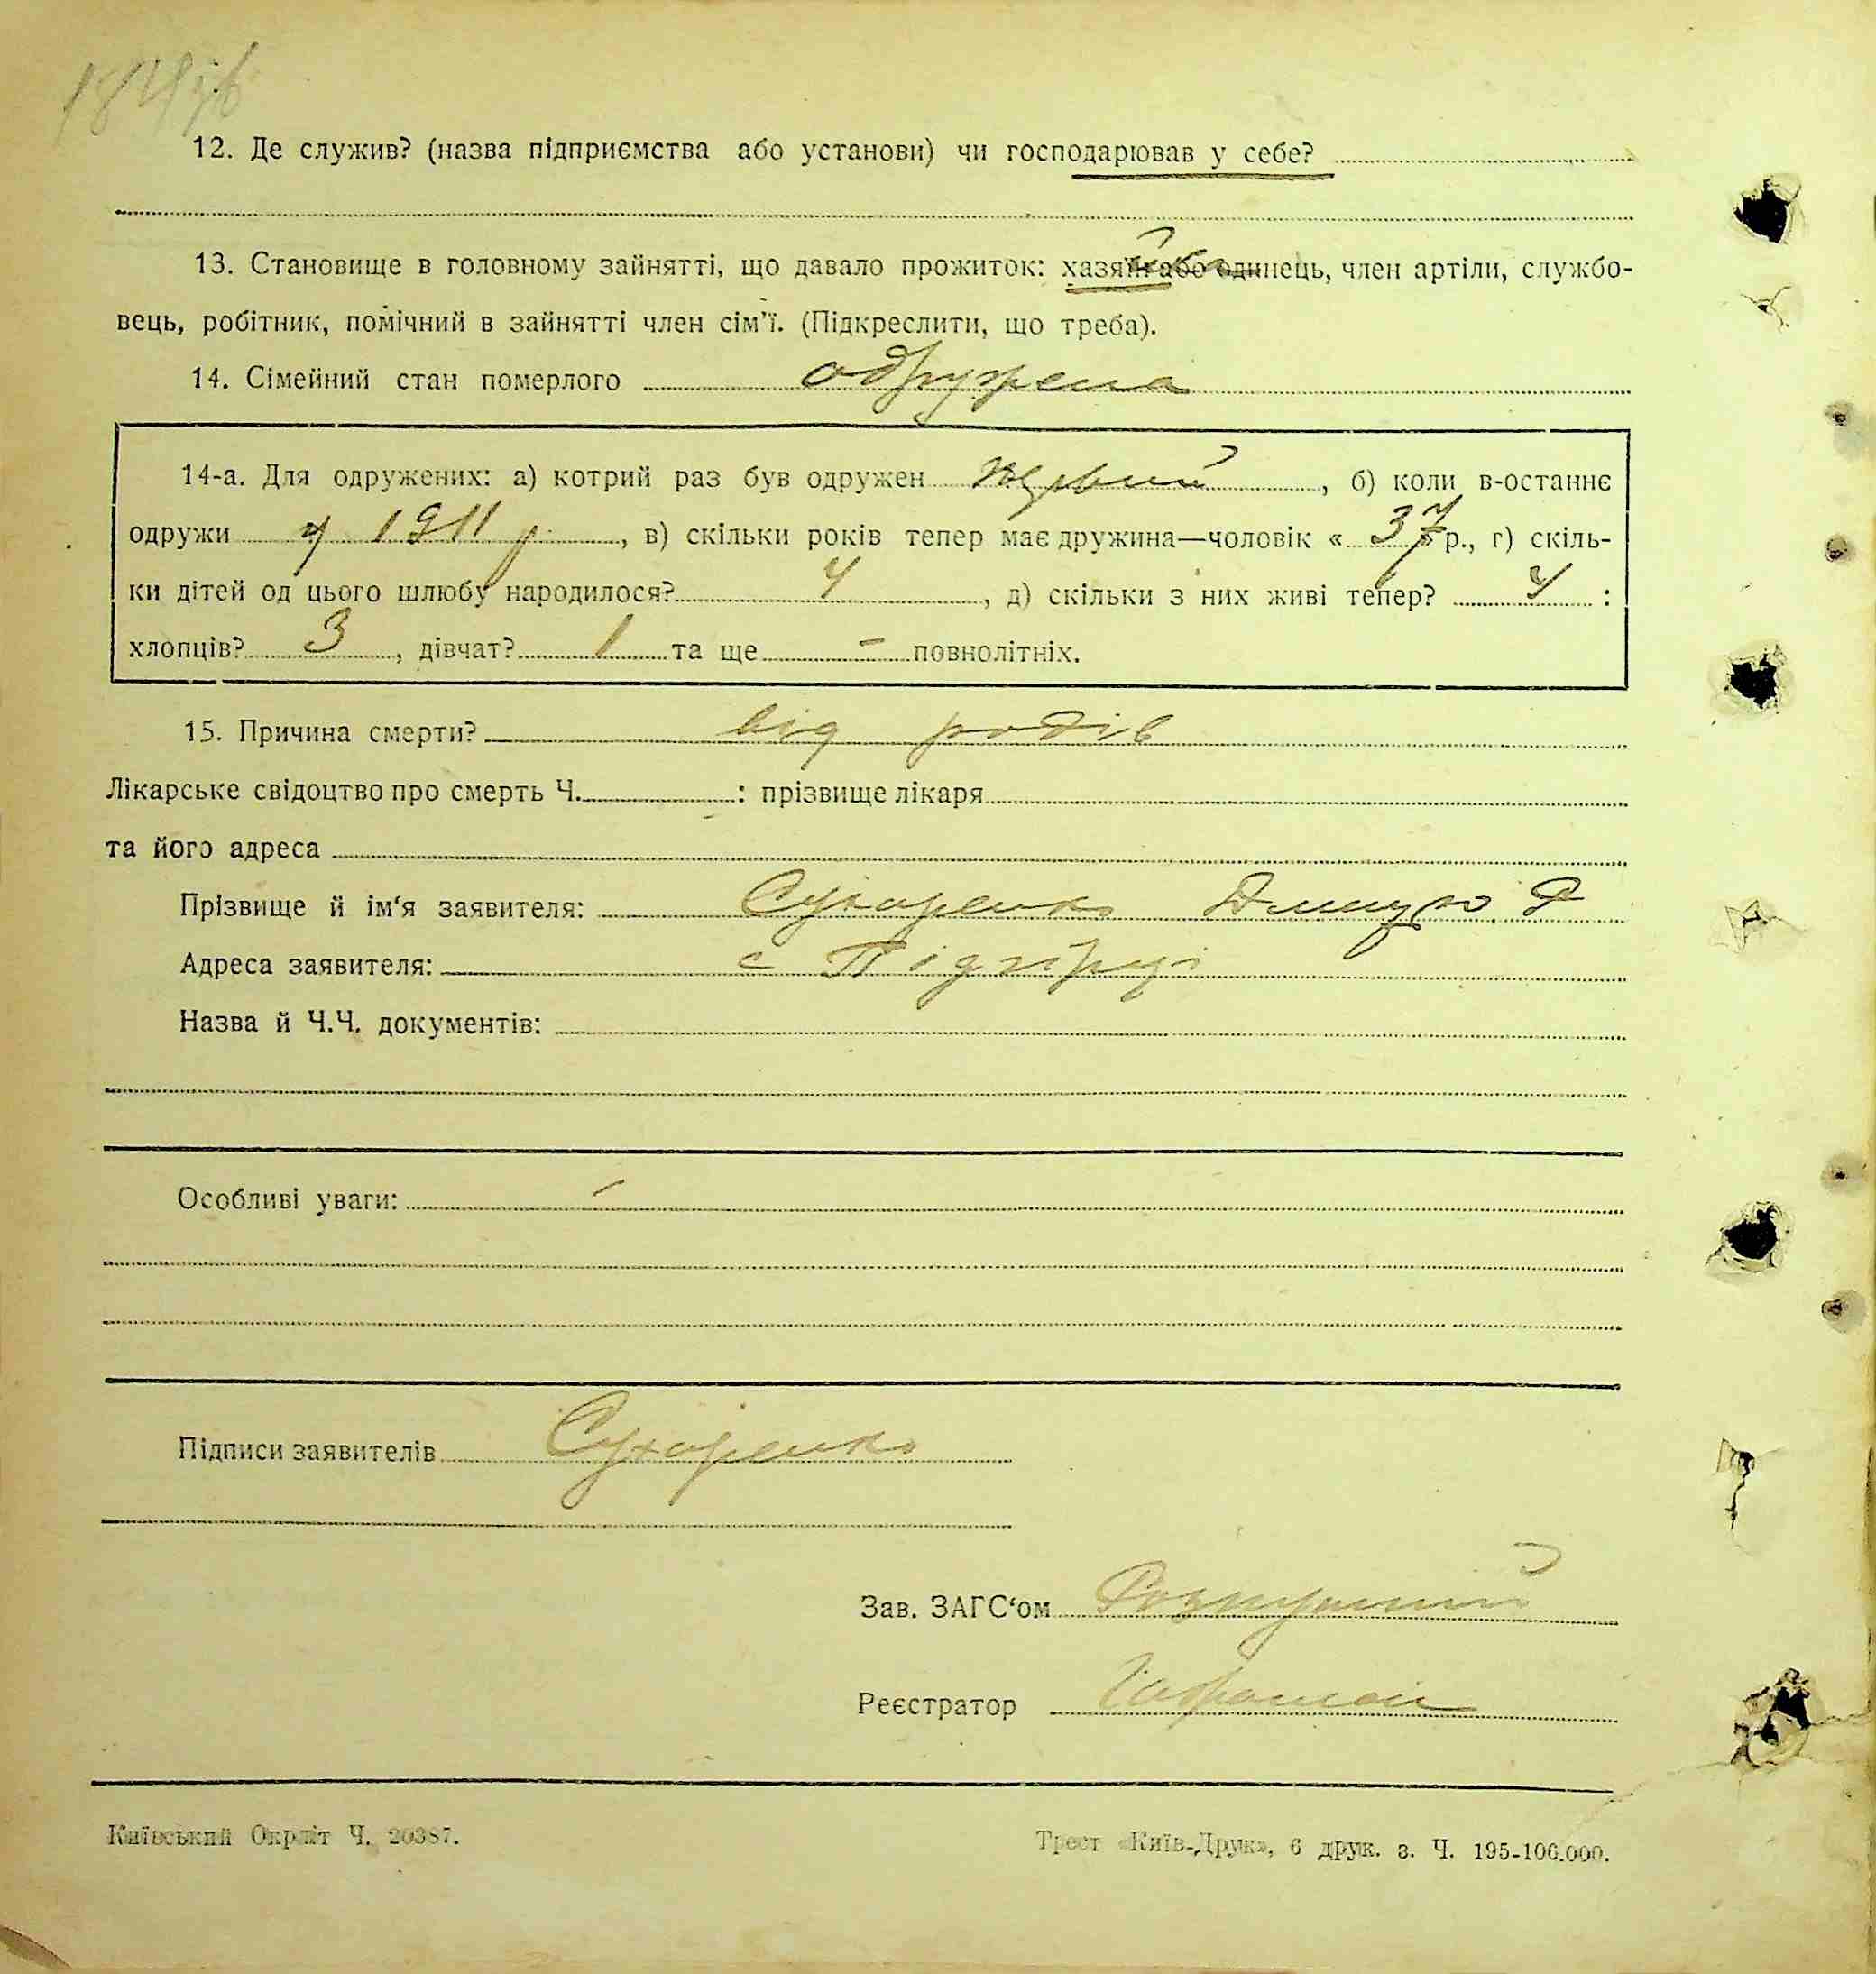 184зв
12. Де служив? (назва підприємства або установи) чи господарював у себе?
13. Становище в головному зайнятті, що давало прожиток: хазяйка або одинець, член артіли, службо-
вець, робітник, помічний в зайнятті член сім’ї. (Підкреслити, що треба).
14. Сімейний стан померлого одружена
14-а. Для одружених: а) котрий раз був одружен первий, б) коли в-останнє
одружи у 1911 р., в) скільки років тепер має дружина—чоловік « 37 » р., г) скіль-
ки дітей од цього шлюбу народилося? 4, д) скільки з них живі тепер? 4 :
хлопців? 3, дівчат? 1 та ще - повнолітніх.
15. Причина смерти? від родів
Лікарське свідоцтво про смерть Ч. : прізвище лікаря
та його адреса
Прізвище й ім‘я заявителя: Сухаренко Дмитро Д
Адреса заявителя: с Підгірці
Назва й Ч.Ч. документів:
Особливі уваги: -
Підписи заявителів Сухаренко
Зав. ЗАГС‘ом
Реєстратор
Київський Окрліт Ч. 20387.
Трест «Київ-Друк», 6 друк. з. Ч. 195-100.000.